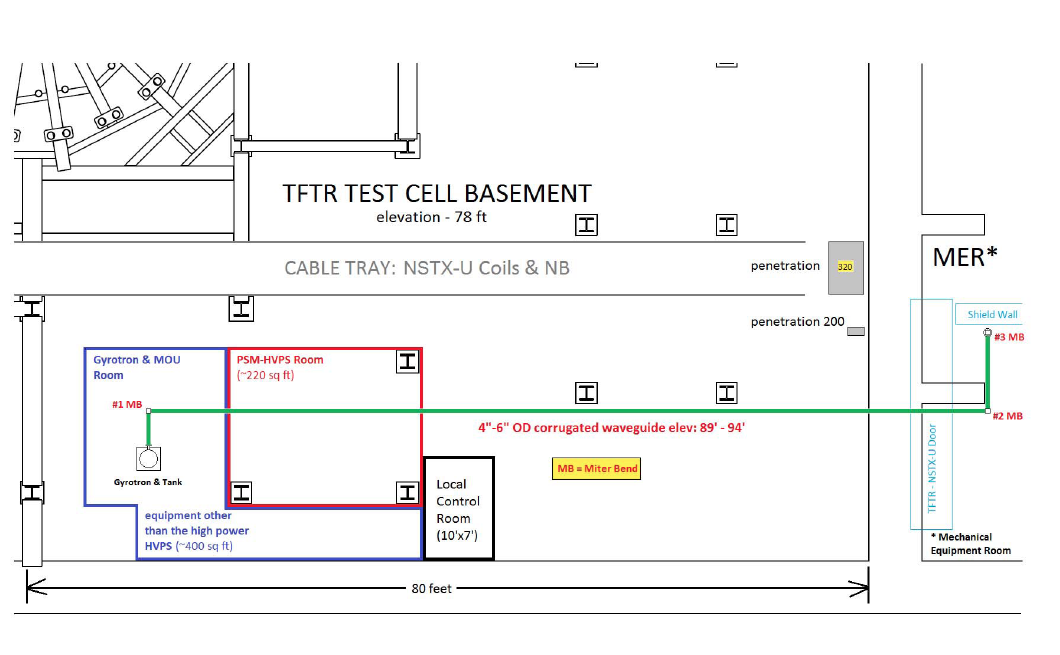 TFTR TEST CELL BASEMENT
elevation - 78 ft
CABLE TRAY: NSTX-U Coils & NB
penetration
320
MER*
penetration 200
Shield Wall
#3 MB
Gyrotron & MOU
Room
PSM-HVPS Room
(~220 sq ft)
#1 MB
#2 MB
4"-6" OD corrugated waveguide elev: 89' - 94'
MB = Miter Bend
Gyrotron & Tank
TFTR - NSTX-U Door
Local
Control
Room
(10'x7')
equipment other
than the high power
HVPS (~400 sq ft)
* Mechanical
Equipment Room
80 feet